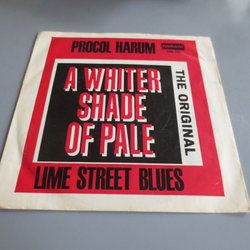 PROCOL HARUM
A WHITER
SHADE
OF PALE
THE ORIGINAL
LIME STREET BLUES